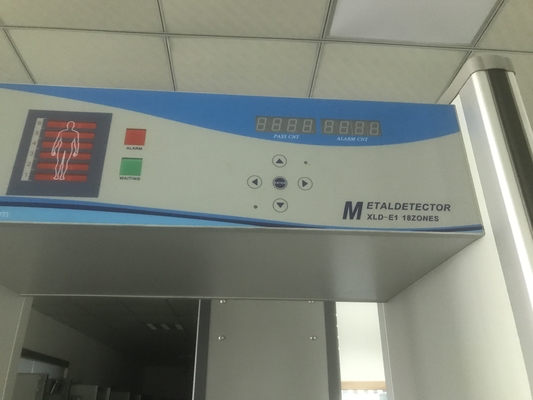 ALARM
WAITING
8888 8888
PASS CNT ALARM CNT
METALDETECTOR
XLD-E1 18ZONES